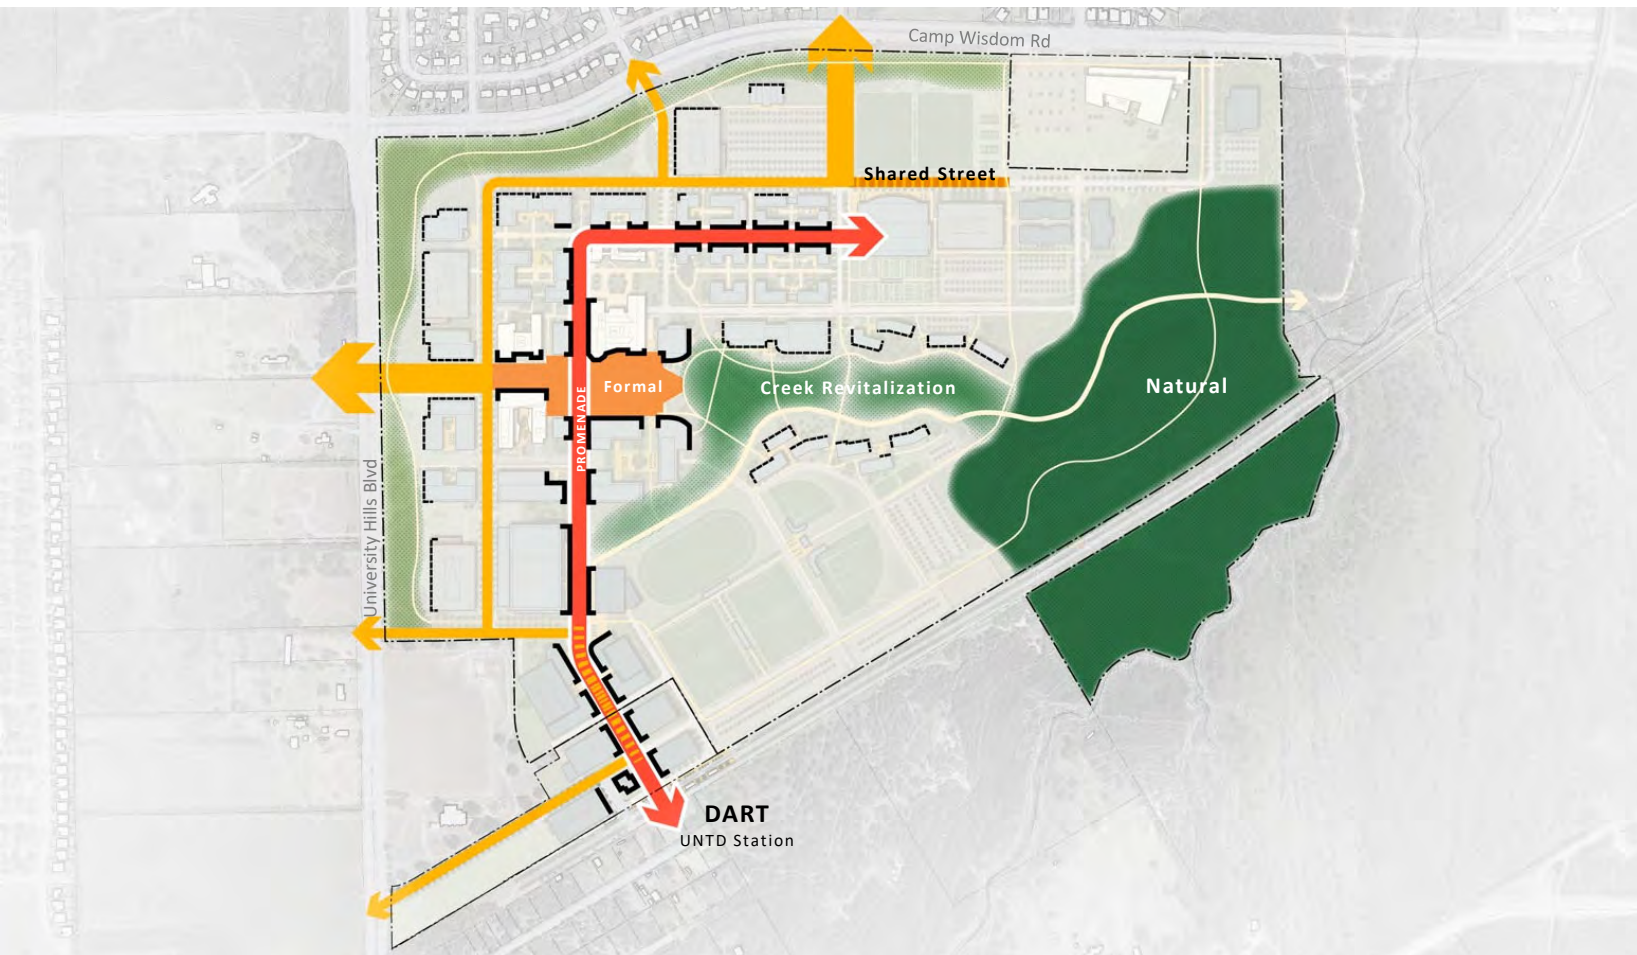 Camp Wisdom Rd
Shared Street
Formal
Creek Revitalization
Natural
PROMENADE
University Hills Blvd
DART
UNTD Station